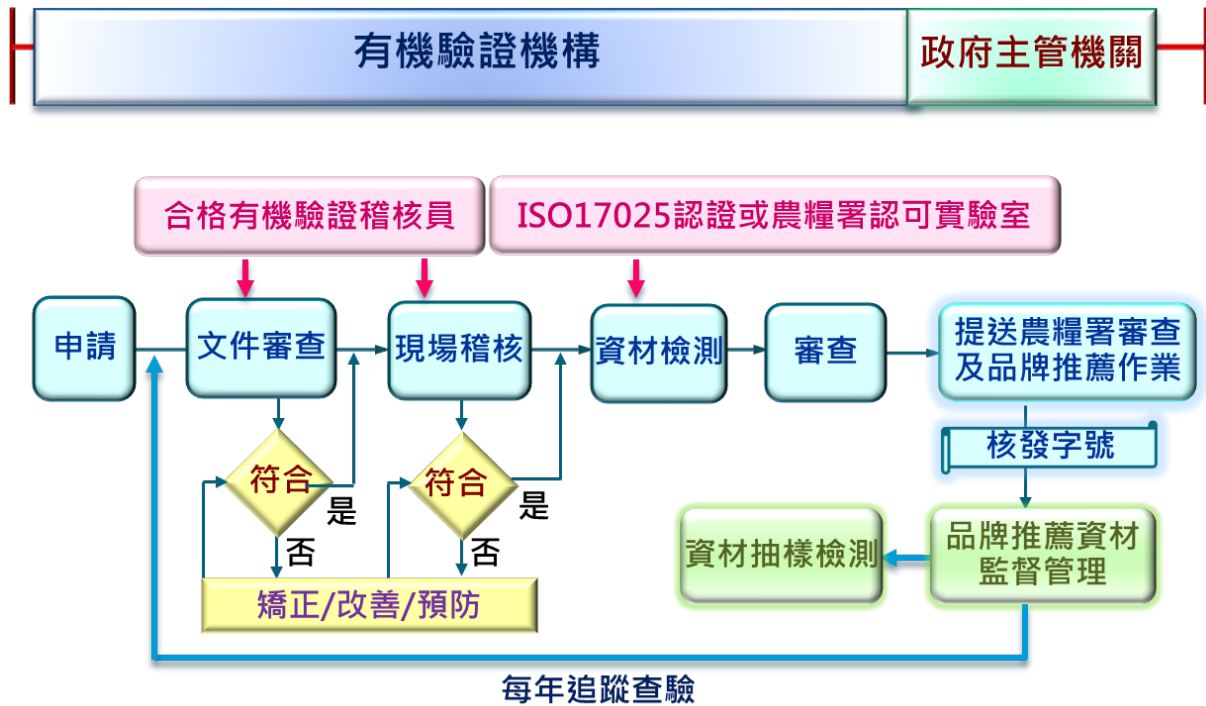 有機驗證機構
政府主管機關
合格有機驗證稽核員
ISO17025認證或農糧署認可實驗室
申請
文件審查
現場稽核
資材檢測
審查
提送農糧署審查
及品牌推薦作業
核發字號
符合
是
否
符合
是
否
矯正/改善/預防
資材抽樣檢測
品牌推薦資材
監督管理
每年追蹤查驗